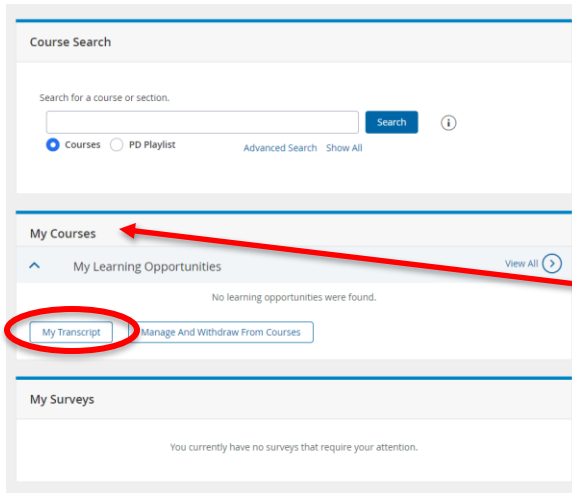 Course Search
Search for a course or section.
Search
Courses PD Playlist Advanced Search Show All
My Courses
My Learning Opportunities View All
No learning opportunities were found.
My Transcript Manage And Withdraw From Courses
My Surveys
You currently have no surveys that require your attention.